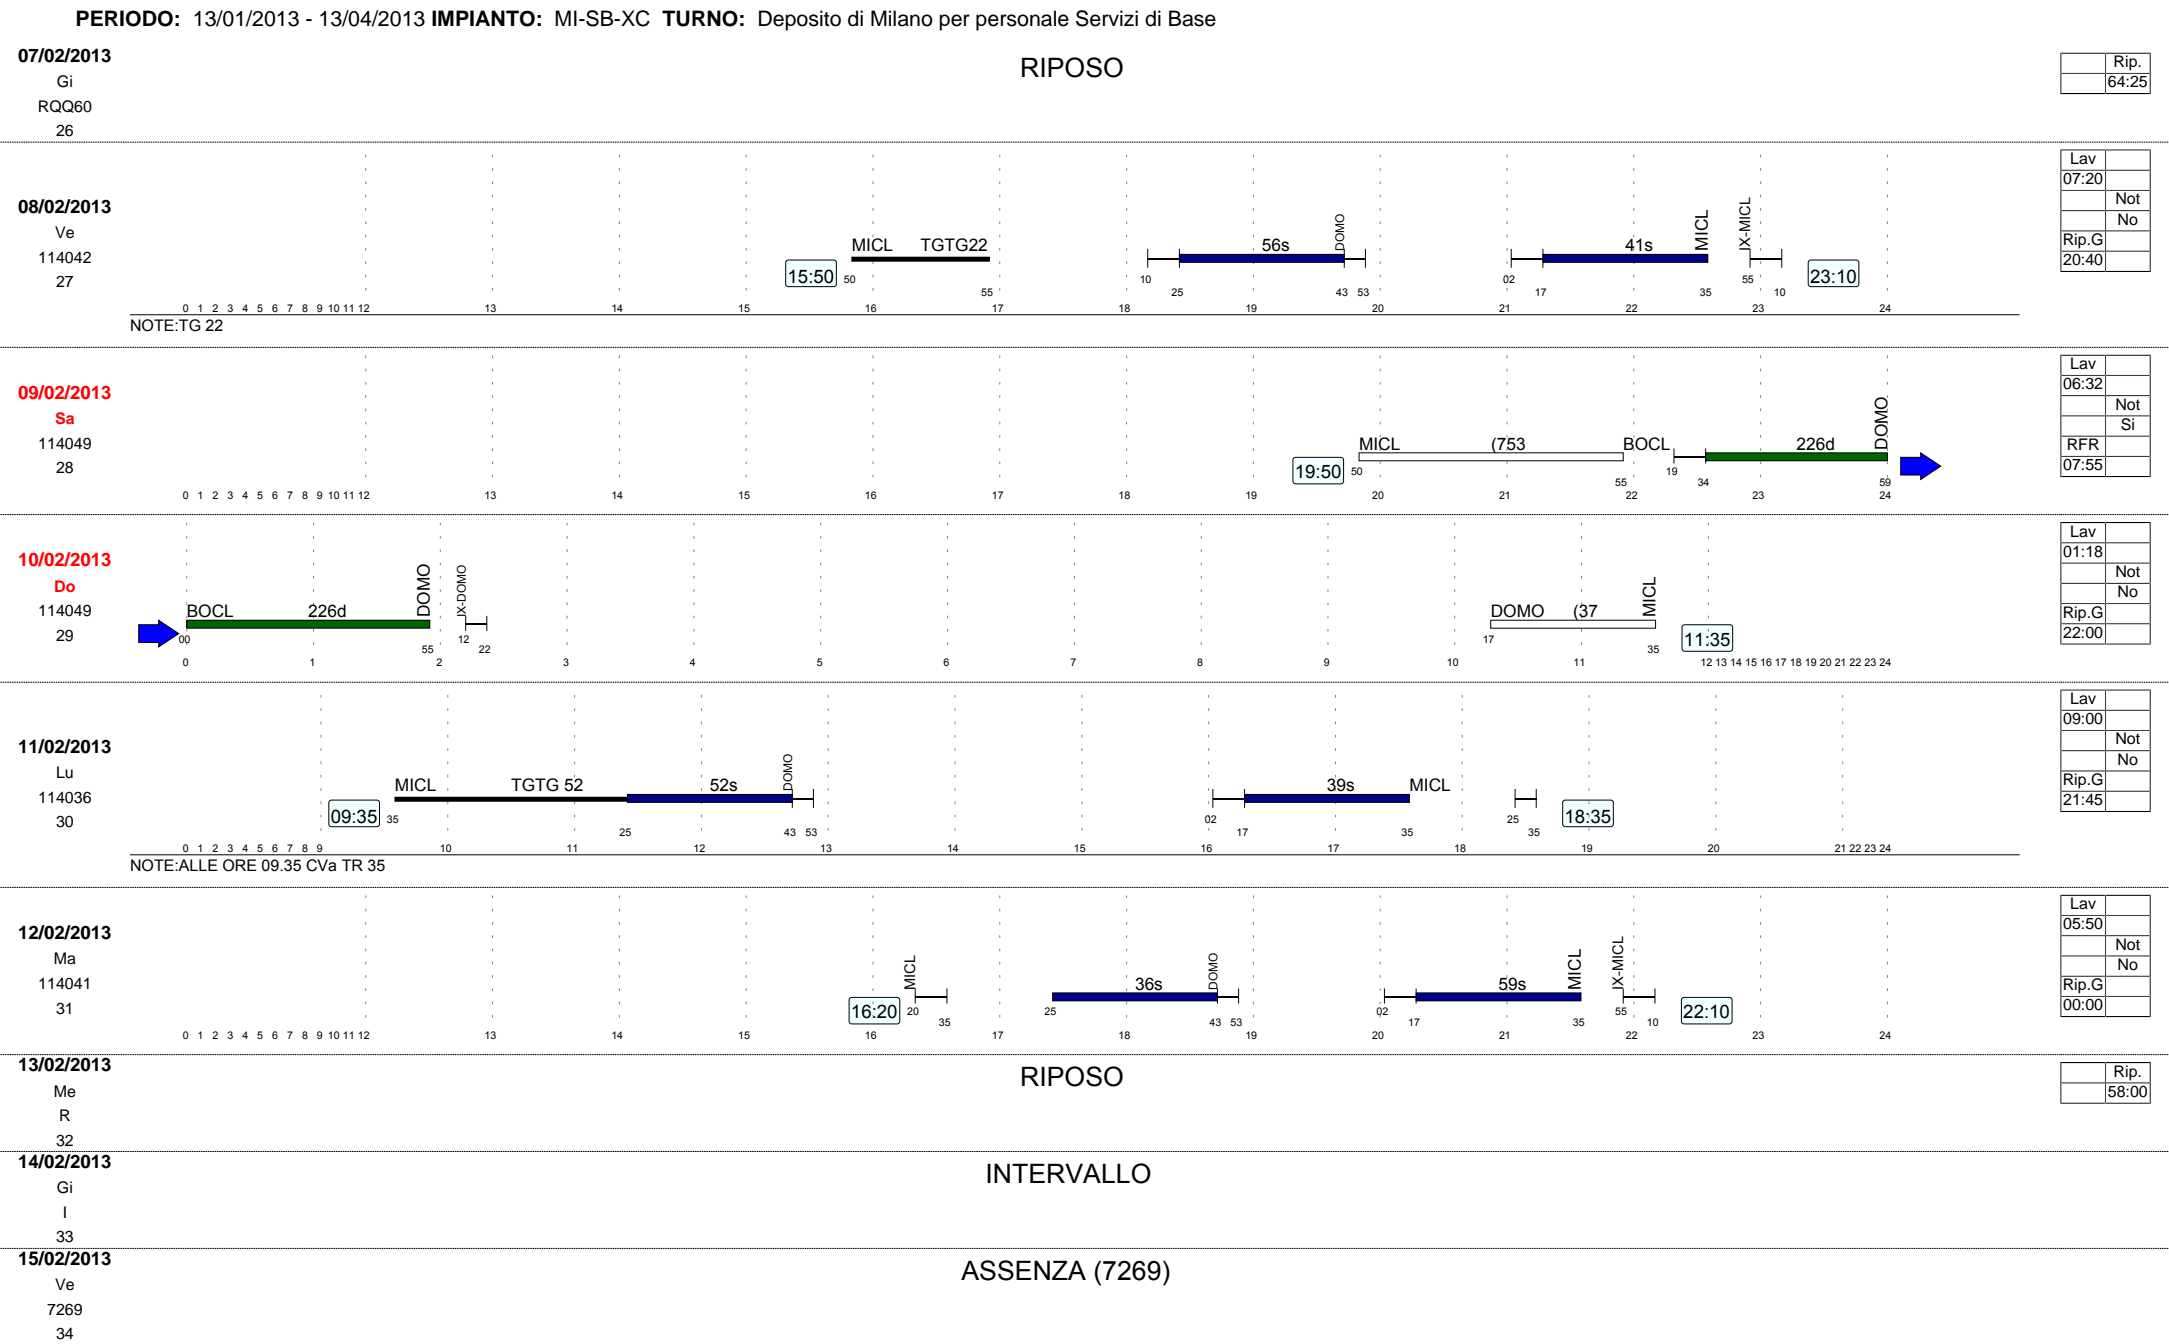 PERIODO: 13/01/2013 - 13/04/2013 IMPIANTO: MI-SB-XC TURNO: Deposito di Milano per personale Servizi di Base
07/02/2013
Gi
RQQ60
26
RIPOSO
Rip.
64:25
08/02/2013
Ve
114042
27
15:50
MICL TGTG22
50 55
56s
DOMO
10 25 43 53
41s
MICL
02 17 35
IX-MICL
55 10
23:10
0 1 2 3 4 5 6 7 8 9 10 11 12 13 14 15 16 17 18 19 20 21 22 23 24
NOTE:TG 22
Lav
07:20
Not
No
Rip.G
20:40
09/02/2013
Sa
114049
28
19:50
MICL (753 BOCL
50 55
226d
DOMO
19 34 59
0 1 2 3 4 5 6 7 8 9 10 11 12 13 14 15 16 17 18 19 20 21 22 23 24
Lav
06:32
Not
Si
RFR
07:55
10/02/2013
Do
114049
29
BOCL 226d DOMO
00 55
IX-DOMO
12 22
DOMO (37 MICL
17 35
11:35
0 1 2 3 4 5 6 7 8 9 10 11 12 13 14 15 16 17 18 19 20 21 22 23 24
Lav
01:18
Not
No
Rip.G
22:00
11/02/2013
Lu
114036
30
09:35
MICL TGTG 52 52s DOMO
35 25 43 53
39s MICL
02 17 35
25 35
18:35
0 1 2 3 4 5 6 7 8 9 10 11 12 13 14 15 16 17 18 19 20 21 22 23 24
NOTE:ALLE ORE 09.35 CVa TR 35
Lav
09:00
Not
No
Rip.G
21:45
12/02/2013
Ma
114041
31
16:20
MICL
20 35
36s DOMO
25 43 53
59s MICL
02 17 35
IX-MICL
55 10
22:10
0 1 2 3 4 5 6 7 8 9 10 11 12 13 14 15 16 17 18 19 20 21 22 23 24
Lav
05:50
Not
No
Rip.G
00:00
13/02/2013
Me
R
32
RIPOSO
Rip.
58:00
14/02/2013
Gi
I
33
INTERVALLO
15/02/2013
Ve
7269
34
ASSENZA (7269)